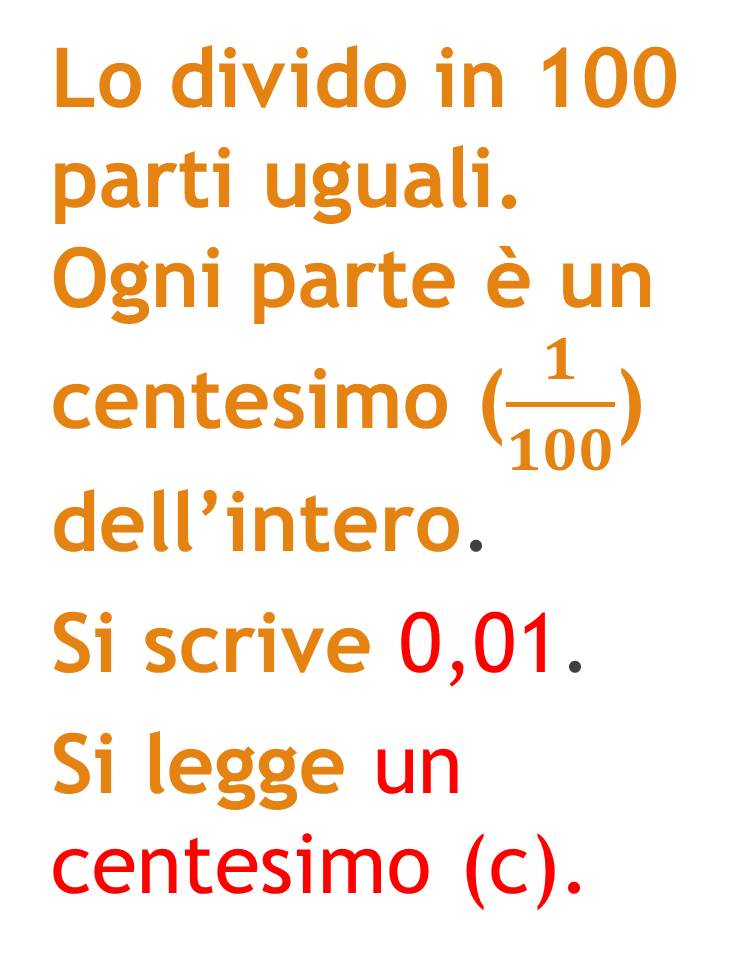 Lo divido in 100
parti uguali.
Ogni parte è un
centesimo (1/100)
dell’intero.
Si scrive 0,01.
Si legge un
centesimo (c).